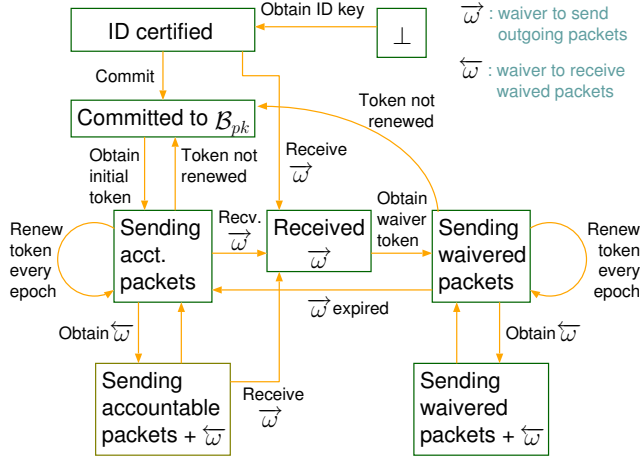 Obtain ID key
ID certified
⊥
ω⃗ : waiver to send
outgoing packets
ω⃖ : waiver to receive
waived packets
Commit
Token not
renewed
Committed to 𝓑pk
Obtain
initial
token
Token not
renewed
Receive
ω⃗
Renew
token
every
epoch
Sending
acct.
packets
Recv.
ω⃗
Received
ω⃗
Obtain
waiver
token
Sending
waivered
packets
Renew
token
every
epoch
ω⃗ expired
Obtain ω⃖
Obtain ω⃖
Sending
accountable
packets + ω⃖
Receive
ω⃗
Sending
waivered
packets + ω⃖